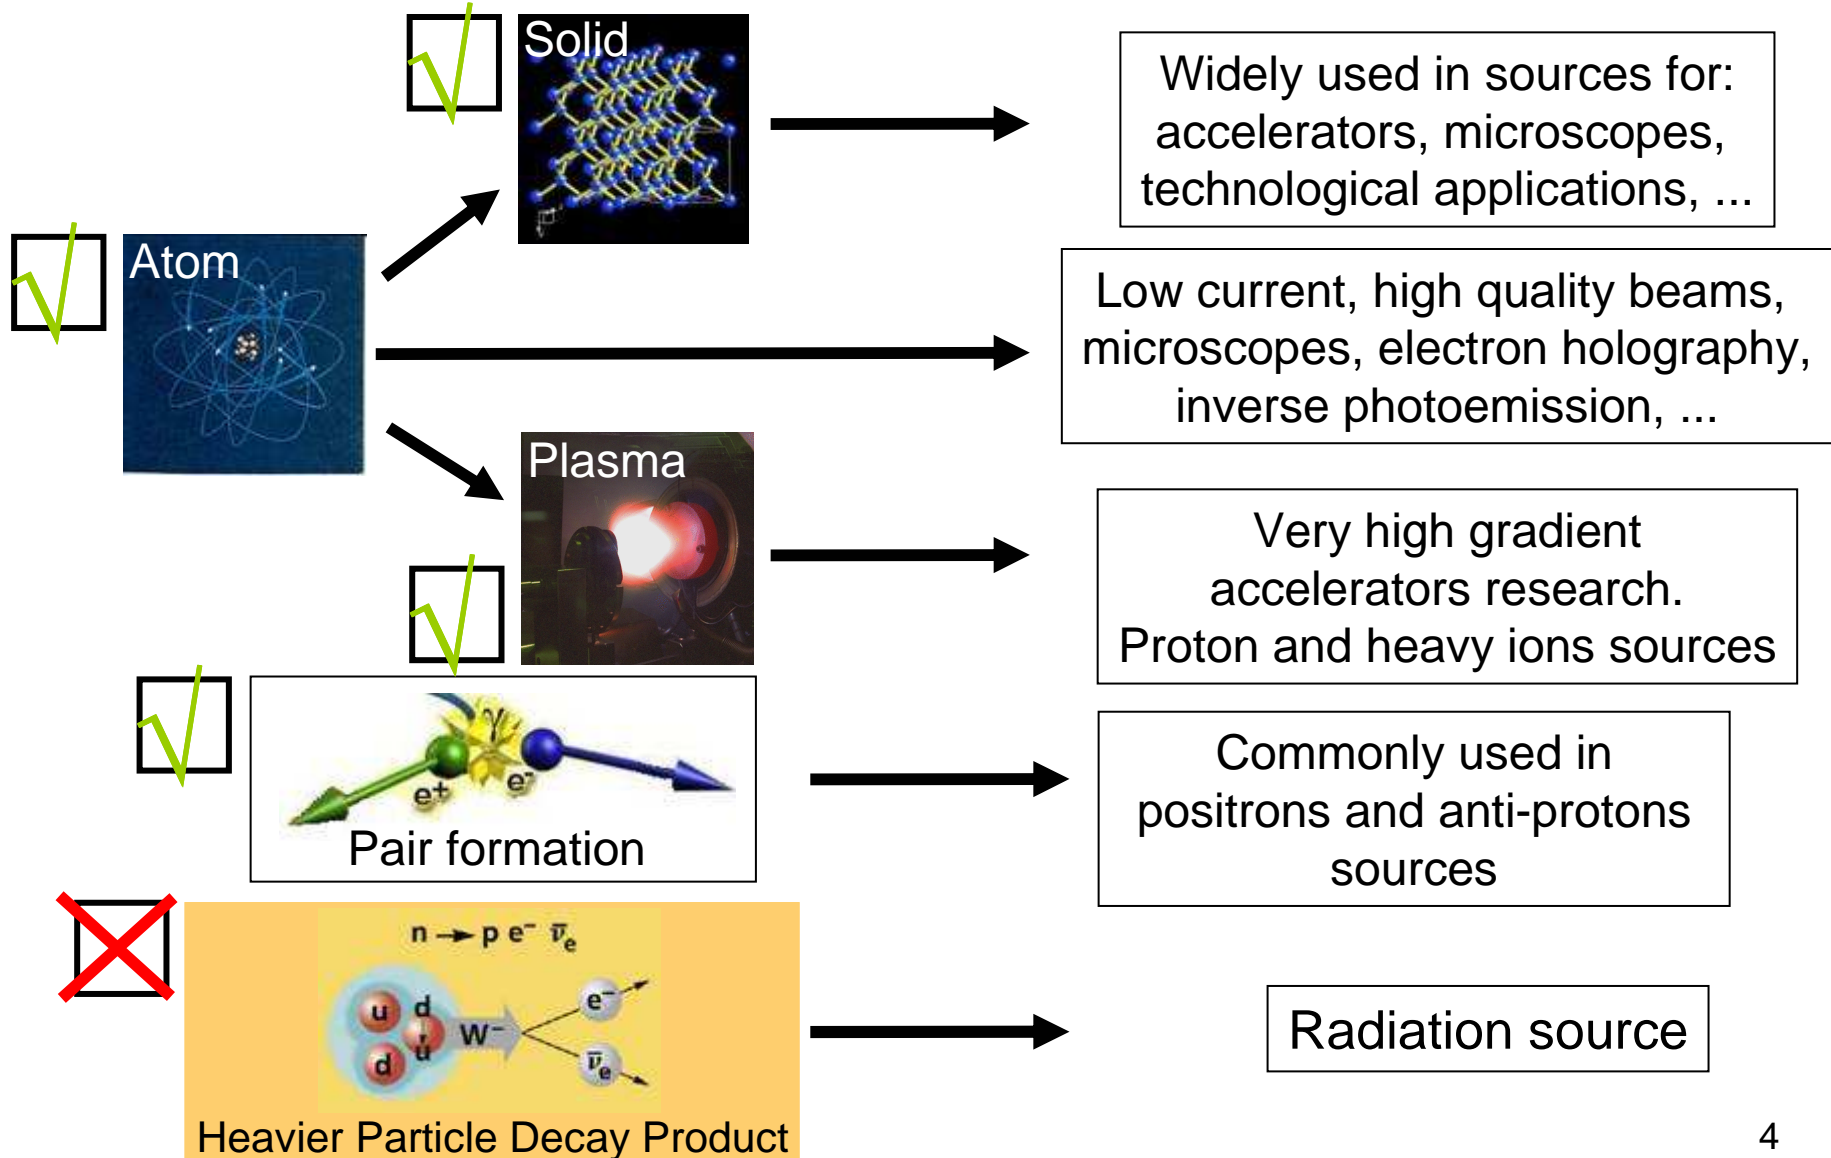 Solid
Widely used in sources for:
accelerators, microscopes,
technological applications, ...
Atom
Low current, high quality beams,
microscopes, electron holography,
inverse photoemission, ...
Plasma
Very high gradient
accelerators research.
Proton and heavy ions sources
γ
e+
e-
Pair formation
Commonly used in
positrons and anti-protons
sources
n → p e⁻ ν̅ₑ
u
d
u
d
W⁻
e⁻
ν̅ₑ
Radiation source
Heavier Particle Decay Product
4